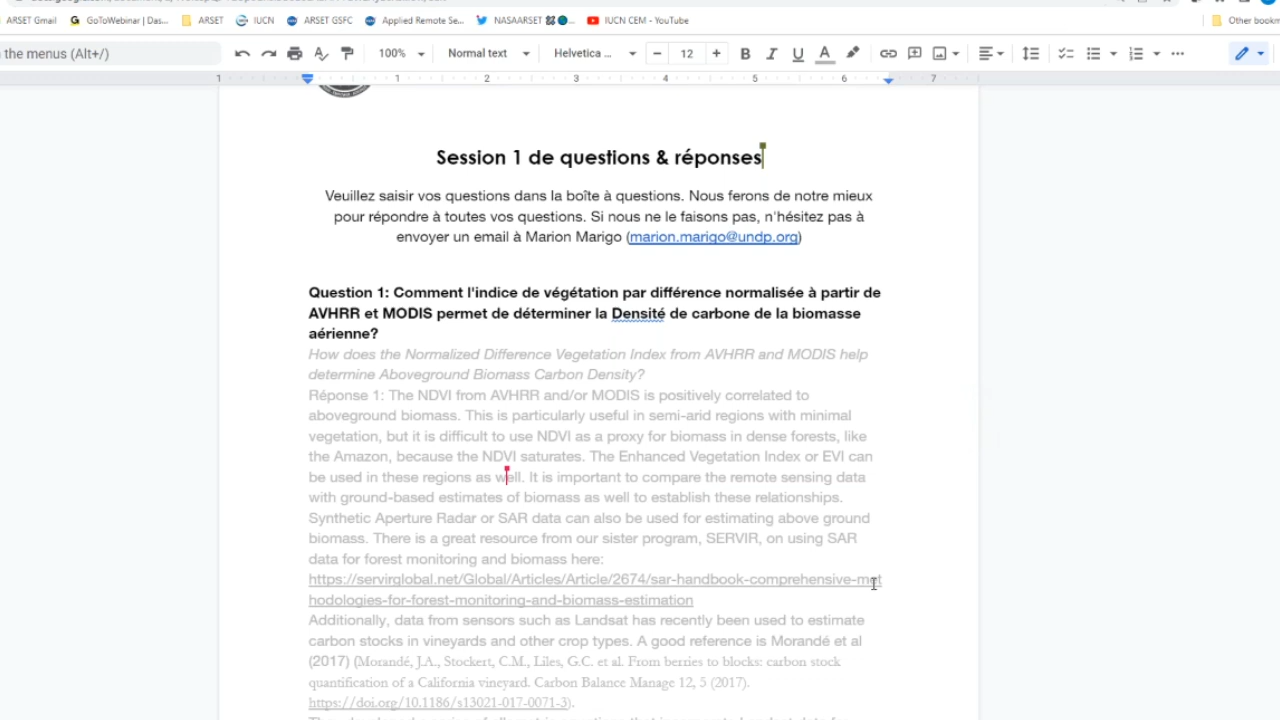 ARSET Gmail
GoToWebinar | Das...
ARSET
IUCN
ARSET GSFC
Applied Remote Se...
NASAARSET
IUCN CEM - YouTube
Other bookm
the menus (Alt+/)
100%
Normal text
Helvetica ...
12
B I U A
1 1 2 3 4 5 6 7
Session 1 de questions & réponses
Veuillez saisir vos questions dans la boîte à questions. Nous ferons de notre mieux
pour répondre à toutes vos questions. Si nous ne le faisons pas, n'hésitez pas à
envoyer un email à Marion Marigo (marion.marigo@undp.org)
Question 1: Comment l'indice de végétation par différence normalisée à partir de
AVHRR et MODIS permet de déterminer la Densité de carbone de la biomasse
aérienne?
How does the Normalized Difference Vegetation Index from AVHRR and MODIS help
determine Aboveground Biomass Carbon Density?
Réponse 1: The NDVI from AVHRR and/or MODIS is positively correlated to
aboveground biomass. This is particularly useful in semi-arid regions with minimal
vegetation, but it is difficult to use NDVI as a proxy for biomass in dense forests, like
the Amazon, because the NDVI saturates. The Enhanced Vegetation Index or EVI can
be used in these regions as well. It is important to compare the remote sensing data
with ground-based estimates of biomass as well to establish these relationships.
Synthetic Aperture Radar or SAR data can also be used for estimating above ground
biomass. There is a great resource from our sister program, SERVIR, on using SAR
data for forest monitoring and biomass here:
https://servirglobal.net/Global/Articles/Article/2674/sar-handbook-comprehensive-met
hodologies-for-forest-monitoring-and-biomass-estimation
Additionally, data from sensors such as Landsat has recently been used to estimate
carbon stocks in vineyards and other crop types. A good reference is Morandé et al
(2017) (Morandé, J.A., Stockert, C.M., Liles, G.C. et al. From berries to blocks: carbon stock
quantification of a California vineyard. Carbon Balance Manage 12, 5 (2017).
https://doi.org/10.1186/s13021-017-0071-3).